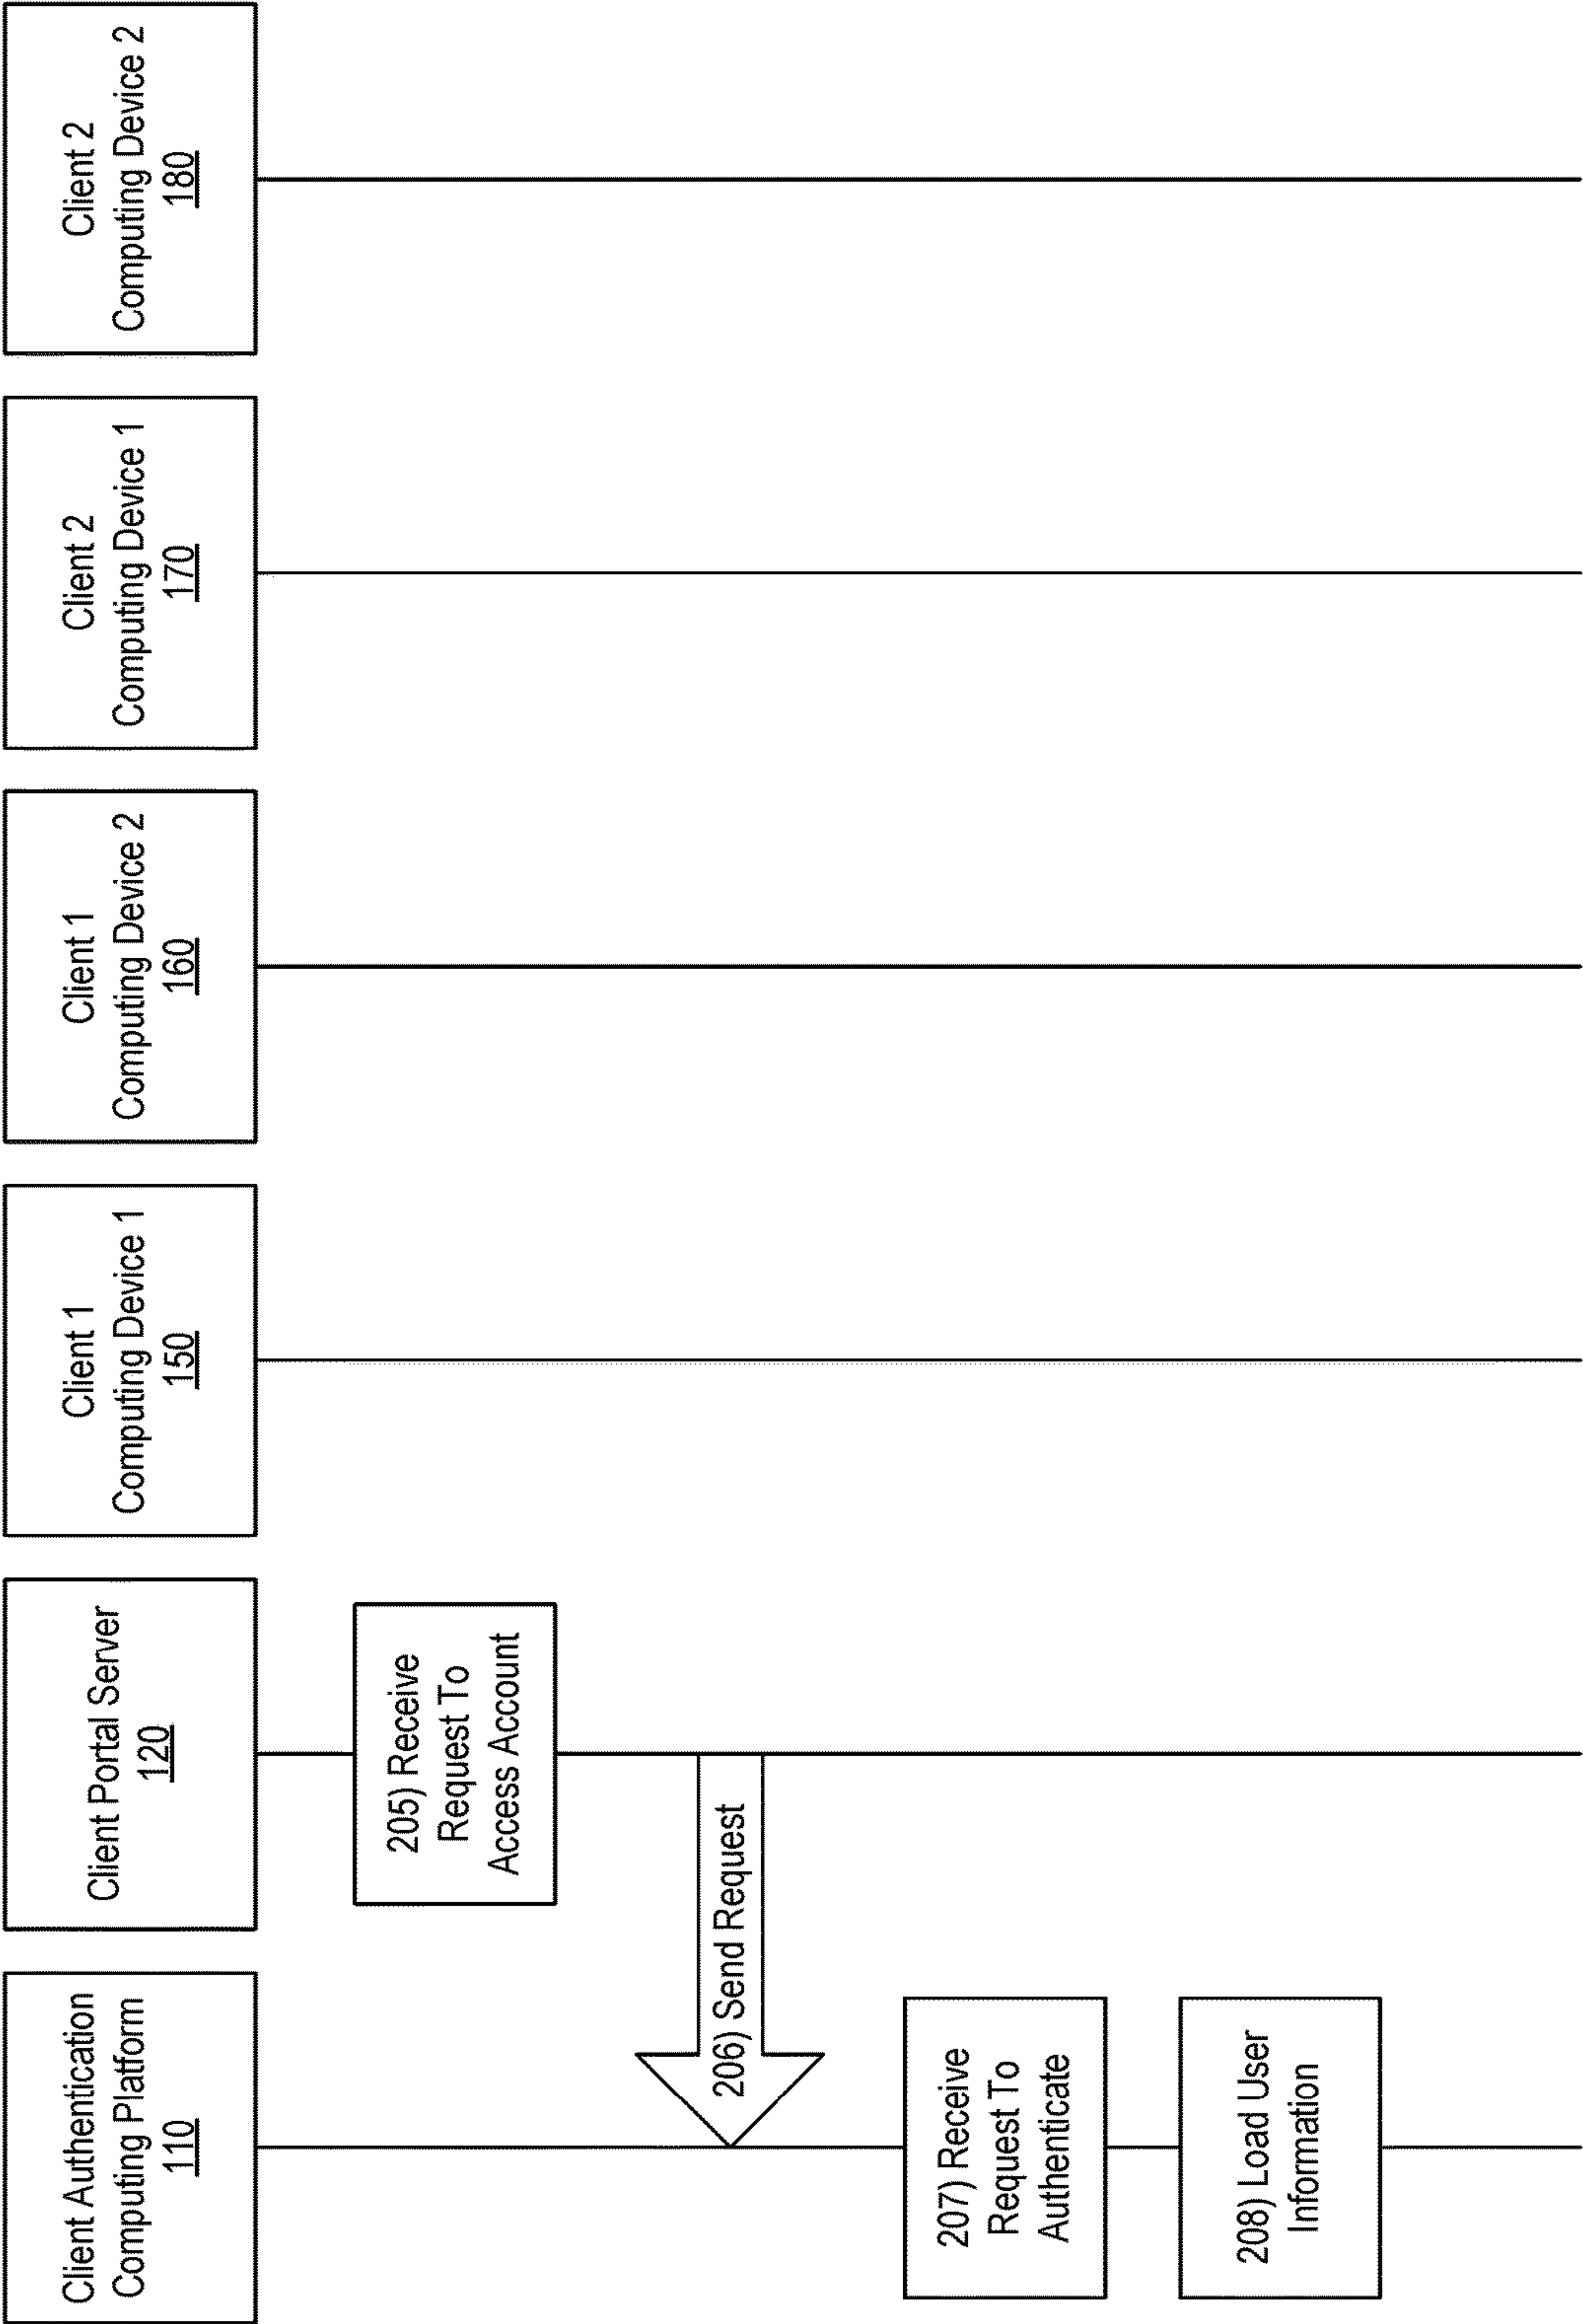 Client Authentication
Computing Platform
110
Client Portal Server
120
Client 1
Computing Device 1
150
Client 1
Computing Device 2
160
Client 2
Computing Device 1
170
Client 2
Computing Device 2
180
205) Receive
Request To
Access Account
206) Send Request
207) Receive
Request To
Authenticate
208) Load User
Information